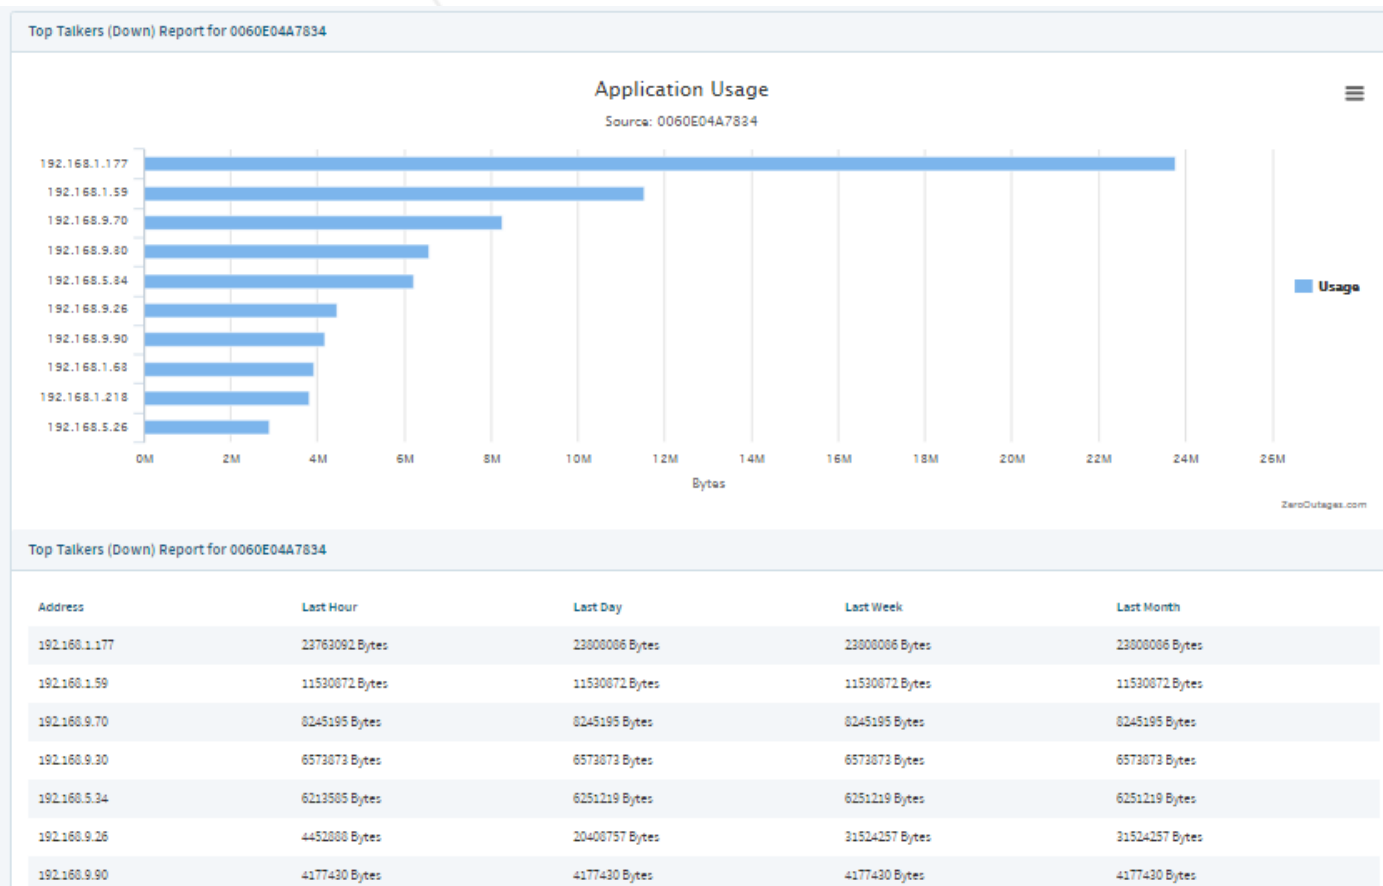 Top Talkers (Down) Report for 0060E04A7834
Application Usage
Source: 0060E04A7834
192.168.1.177
192.168.1.59
192.168.9.70
192.168.9.30
192.168.5.34
192.168.9.26
192.168.9.90
192.168.1.68
192.168.1.218
192.168.5.26
Usage
0M 2M 4M 6M 8M 10M 12M 14M 16M 18M 20M 22M 24M 26M
Bytes
ZeroOutages.com
Top Talkers (Down) Report for 0060E04A7834
Address Last Hour Last Day Last Week Last Month
192.168.1.177 23763092 Bytes 23808086 Bytes 23808086 Bytes 23808086 Bytes
192.168.1.59 11530872 Bytes 11530872 Bytes 11530872 Bytes 11530872 Bytes
192.168.9.70 8245195 Bytes 8245195 Bytes 8245195 Bytes 8245195 Bytes
192.168.9.30 6573873 Bytes 6573873 Bytes 6573873 Bytes 6573873 Bytes
192.168.5.34 6213585 Bytes 6251219 Bytes 6251219 Bytes 6251219 Bytes
192.168.9.26 4452888 Bytes 20408757 Bytes 31524257 Bytes 31524257 Bytes
192.168.9.90 4177430 Bytes 4177430 Bytes 4177430 Bytes 4177430 Bytes